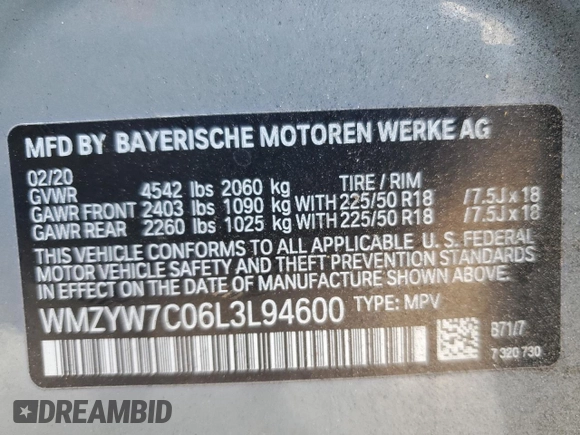 MFD BY BAYERISCHE MOTOREN WERKE AG
02/20 TIRE / RIM
GVWR 4542 lbs 2060 kg
GAWR FRONT 2403 lbs 1090 kg WITH 225/50 R18 / 7.5J x 18
GAWR REAR 2260 lbs 1025 kg WITH 225/50 R18 / 7.5J x 18
THIS VEHICLE CONFORMS TO ALL APPLICABLE U. S. FEDERAL
MOTOR VEHICLE SAFETY AND THEFT PREVENTION STANDARDS
IN EFFECT ON THE DATE OF MANUFACTURE SHOWN ABOVE.
WMZYW7C06L3L94600 TYPE: MPV
B71/7
7 320 730
DREAMBID